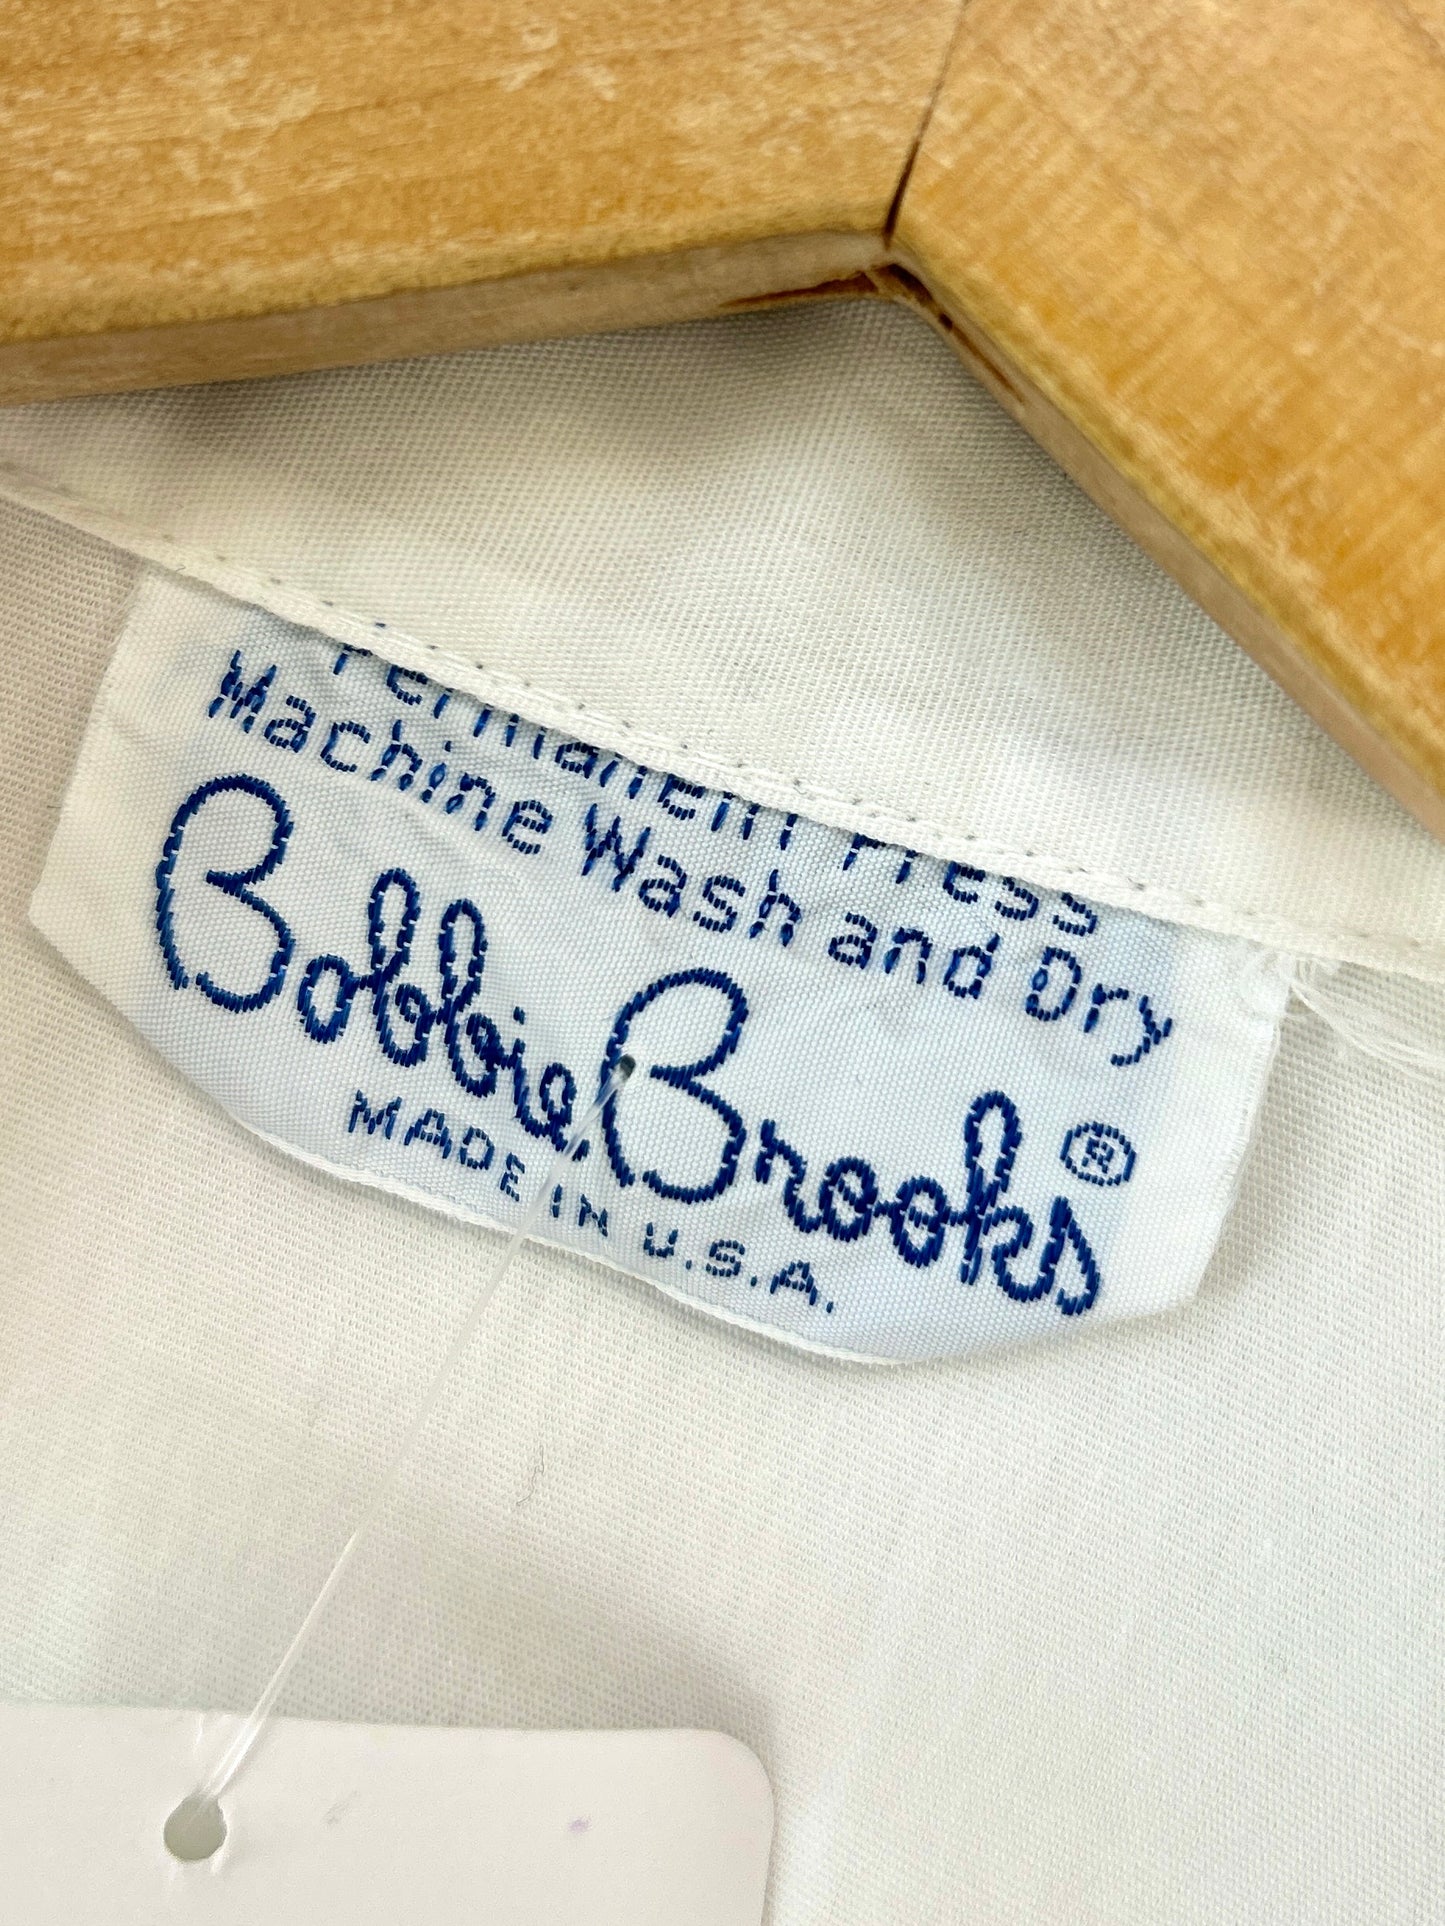 Permanent Press
Machine Wash and Dry
Bobbie Brooks®
MADE IN U.S.A.